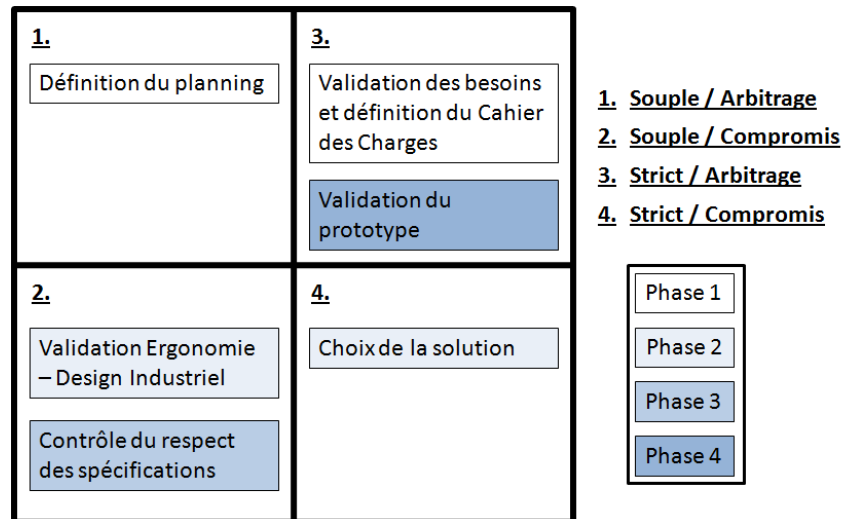 1.
Définition du planning
3.
Validation des besoins
et définition du Cahier
des Charges
Validation du
prototype
2.
Validation Ergonomie
– Design Industriel
Contrôle du respect
des spécifications
4.
Choix de la solution
1. Souple / Arbitrage
2. Souple / Compromis
3. Strict / Arbitrage
4. Strict / Compromis
Phase 1
Phase 2
Phase 3
Phase 4